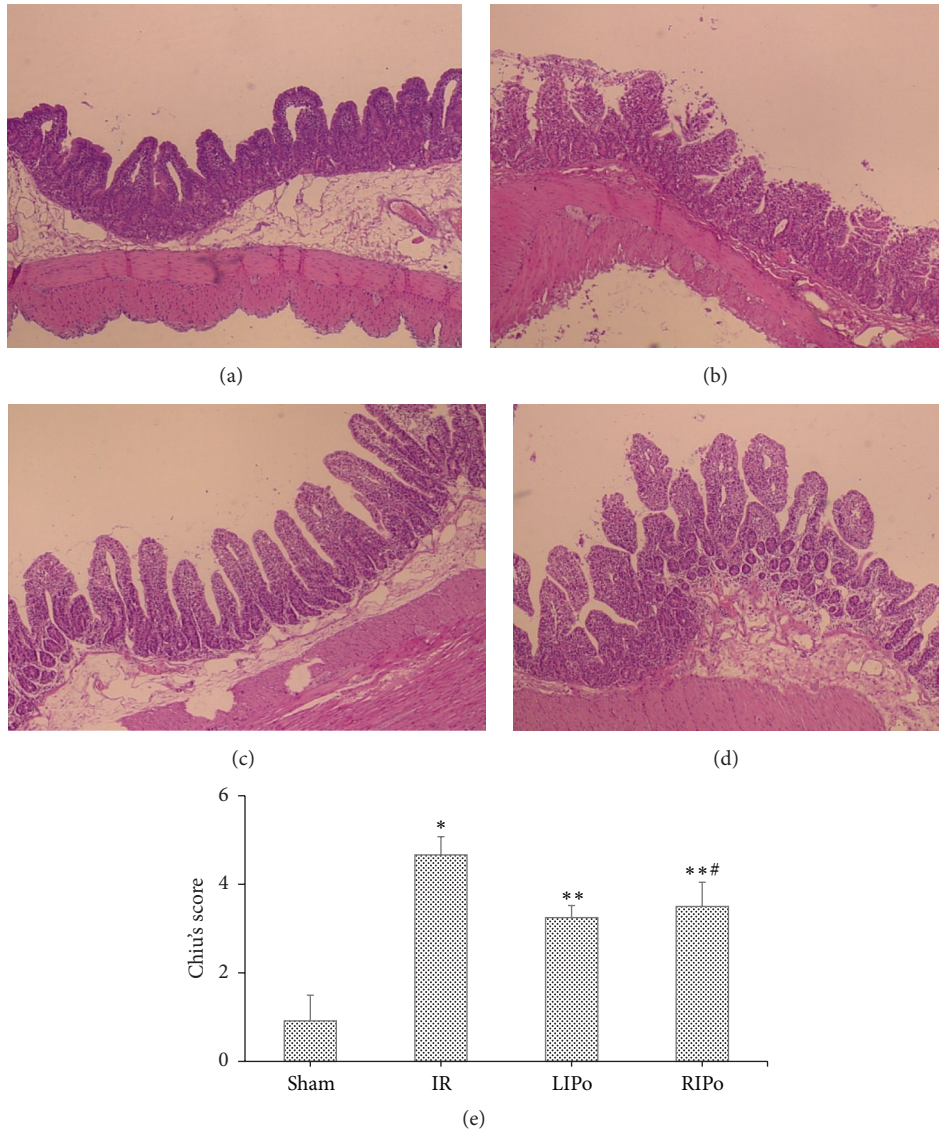 (a)
(b)
(c)
(d)
6
4
2
0
Chiu's score
*
**
**#
Sham
IR
LIPo
RIPo
(e)